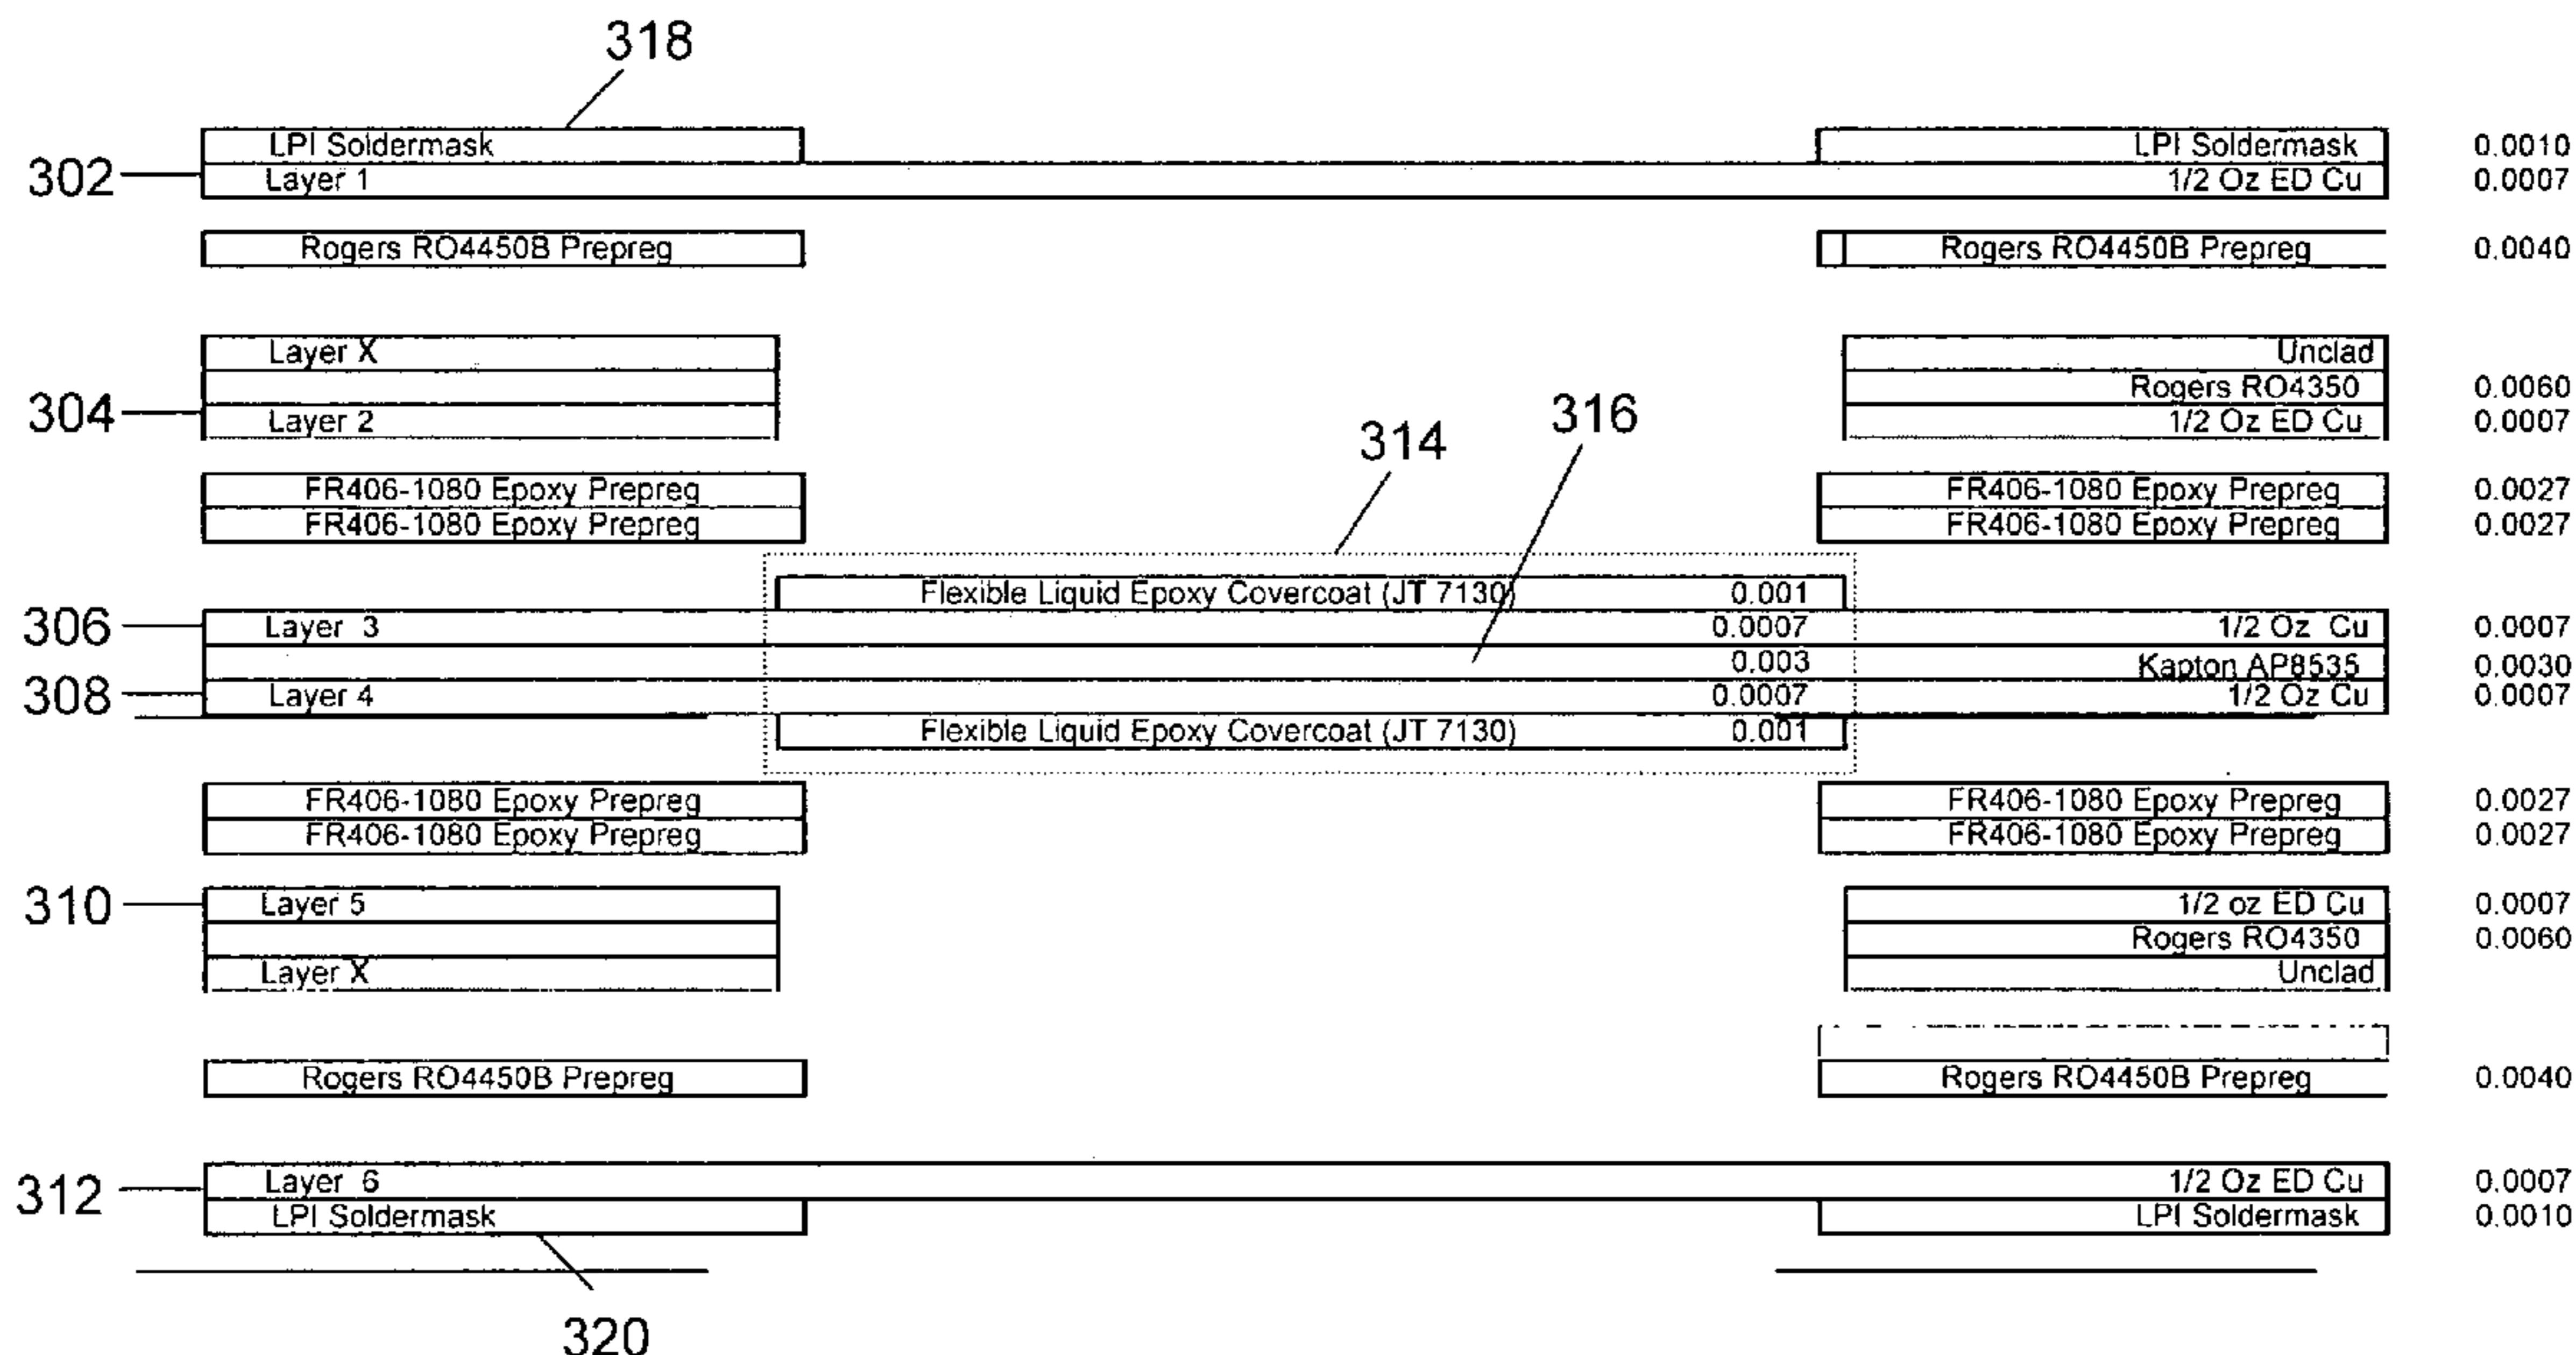 318
LPI Soldermask LPI Soldermask 0.0010
302 Layer 1 1/2 Oz ED Cu 0.0007
Rogers RO4450B Prepreg Rogers RO4450B Prepreg 0.0040
Layer X Unclad
Rogers RO4350 0.0060
304 Layer 2 1/2 Oz ED Cu 0.0007
314 316
FR406-1080 Epoxy Prepreg FR406-1080 Epoxy Prepreg 0.0027
FR406-1080 Epoxy Prepreg FR406-1080 Epoxy Prepreg 0.0027
Flexible Liquid Epoxy Covercoat (JT 7130) 0.001
306 Layer 3 0.0007 1/2 Oz Cu 0.0007
0.003 Kapton AP8535 0.0030
308 Layer 4 0.0007 1/2 Oz Cu 0.0007
Flexible Liquid Epoxy Covercoat (JT 7130) 0.001
FR406-1080 Epoxy Prepreg FR406-1080 Epoxy Prepreg 0.0027
FR406-1080 Epoxy Prepreg FR406-1080 Epoxy Prepreg 0.0027
310 Layer 5 1/2 oz ED Cu 0.0007
Rogers RO4350 0.0060
Layer X Unclad
Rogers RO4450B Prepreg Rogers RO4450B Prepreg 0.0040
312 Layer 6 1/2 Oz ED Cu 0.0007
LPI Soldermask LPI Soldermask 0.0010
320